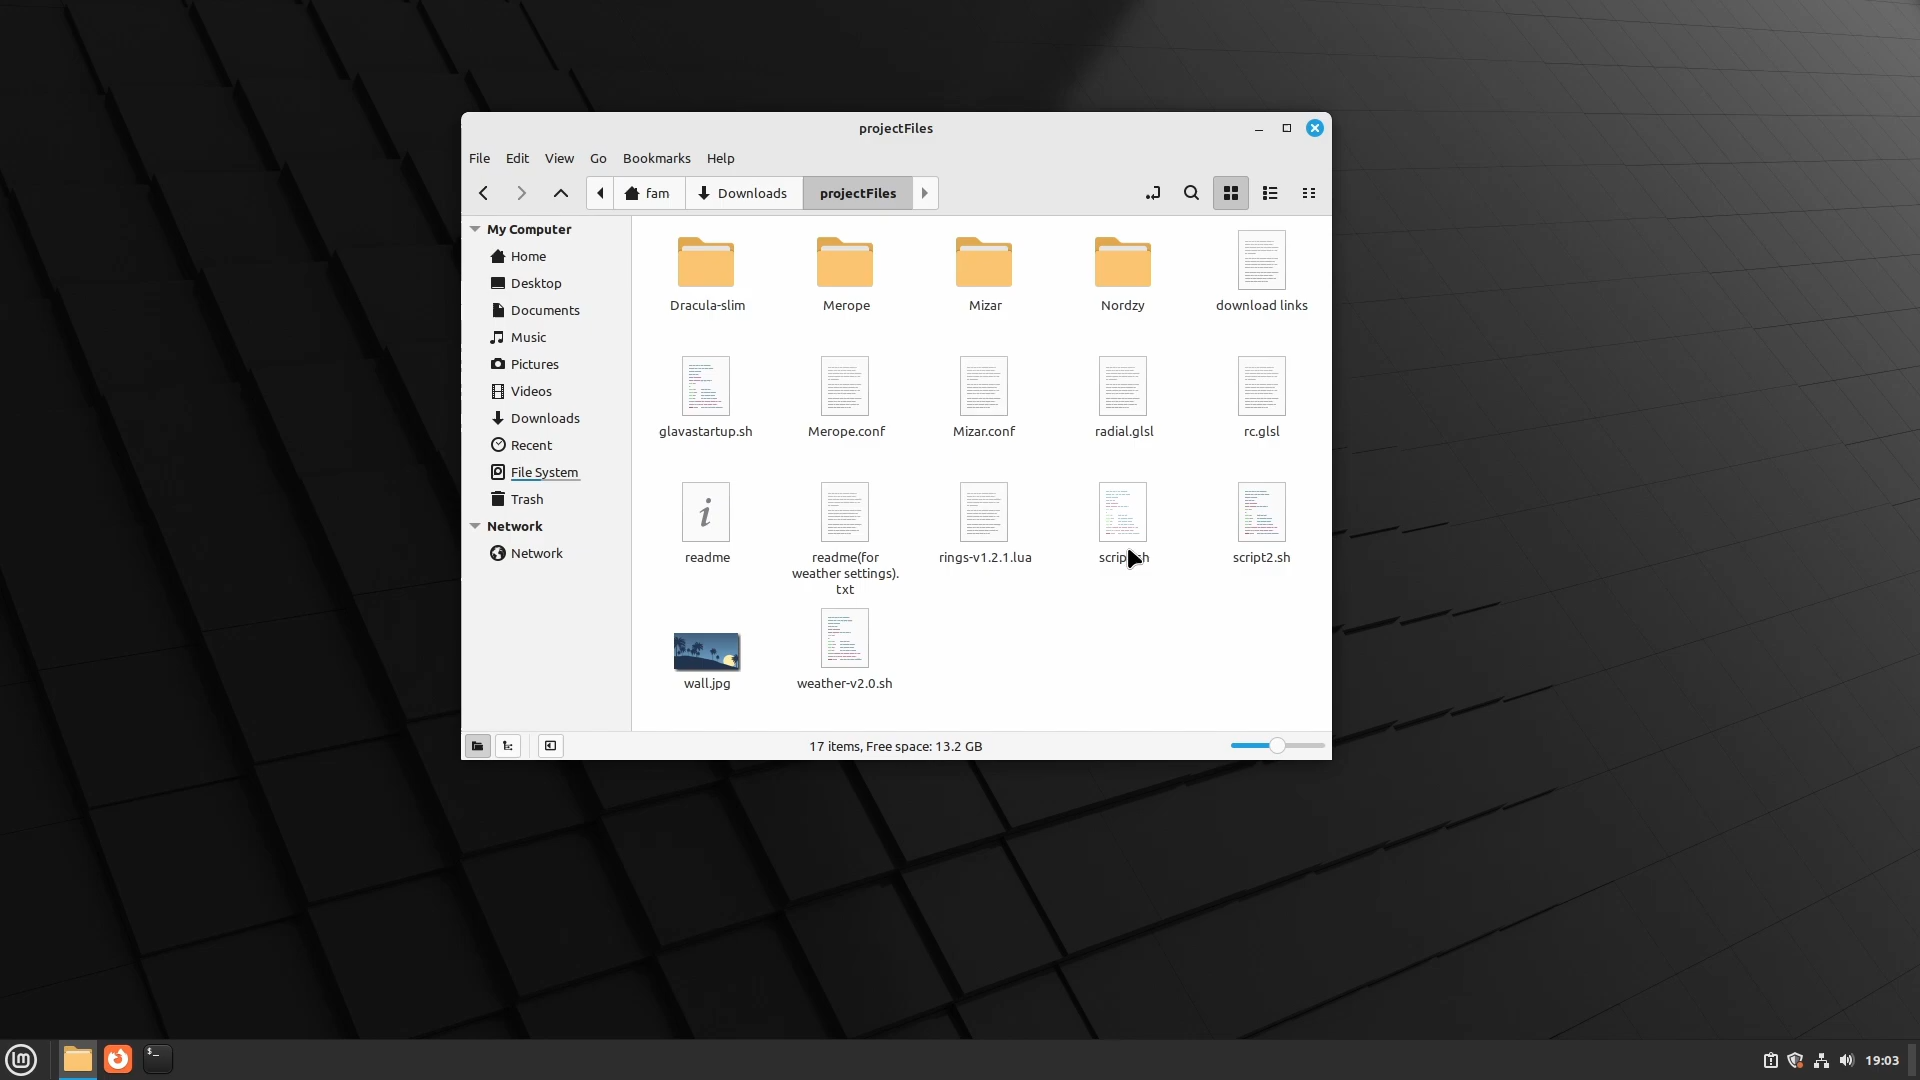 projectFiles
File Edit View Go Bookmarks Help
fam Downloads projectFiles
My Computer
Home
Desktop
Documents
Music
Pictures
Videos
Downloads
Recent
File System
Trash
Network
Network
Dracula-slim Merope Mizar Nordzy download links
glavastartup.sh Merope.conf Mizar.conf radial.glsl rc.glsl
readme readme(for rings-v1.2.1.lua script2.sh
weather settings).
txt
wall.jpg weather-v2.0.sh
17 items, Free space: 13.2 GB
19:03